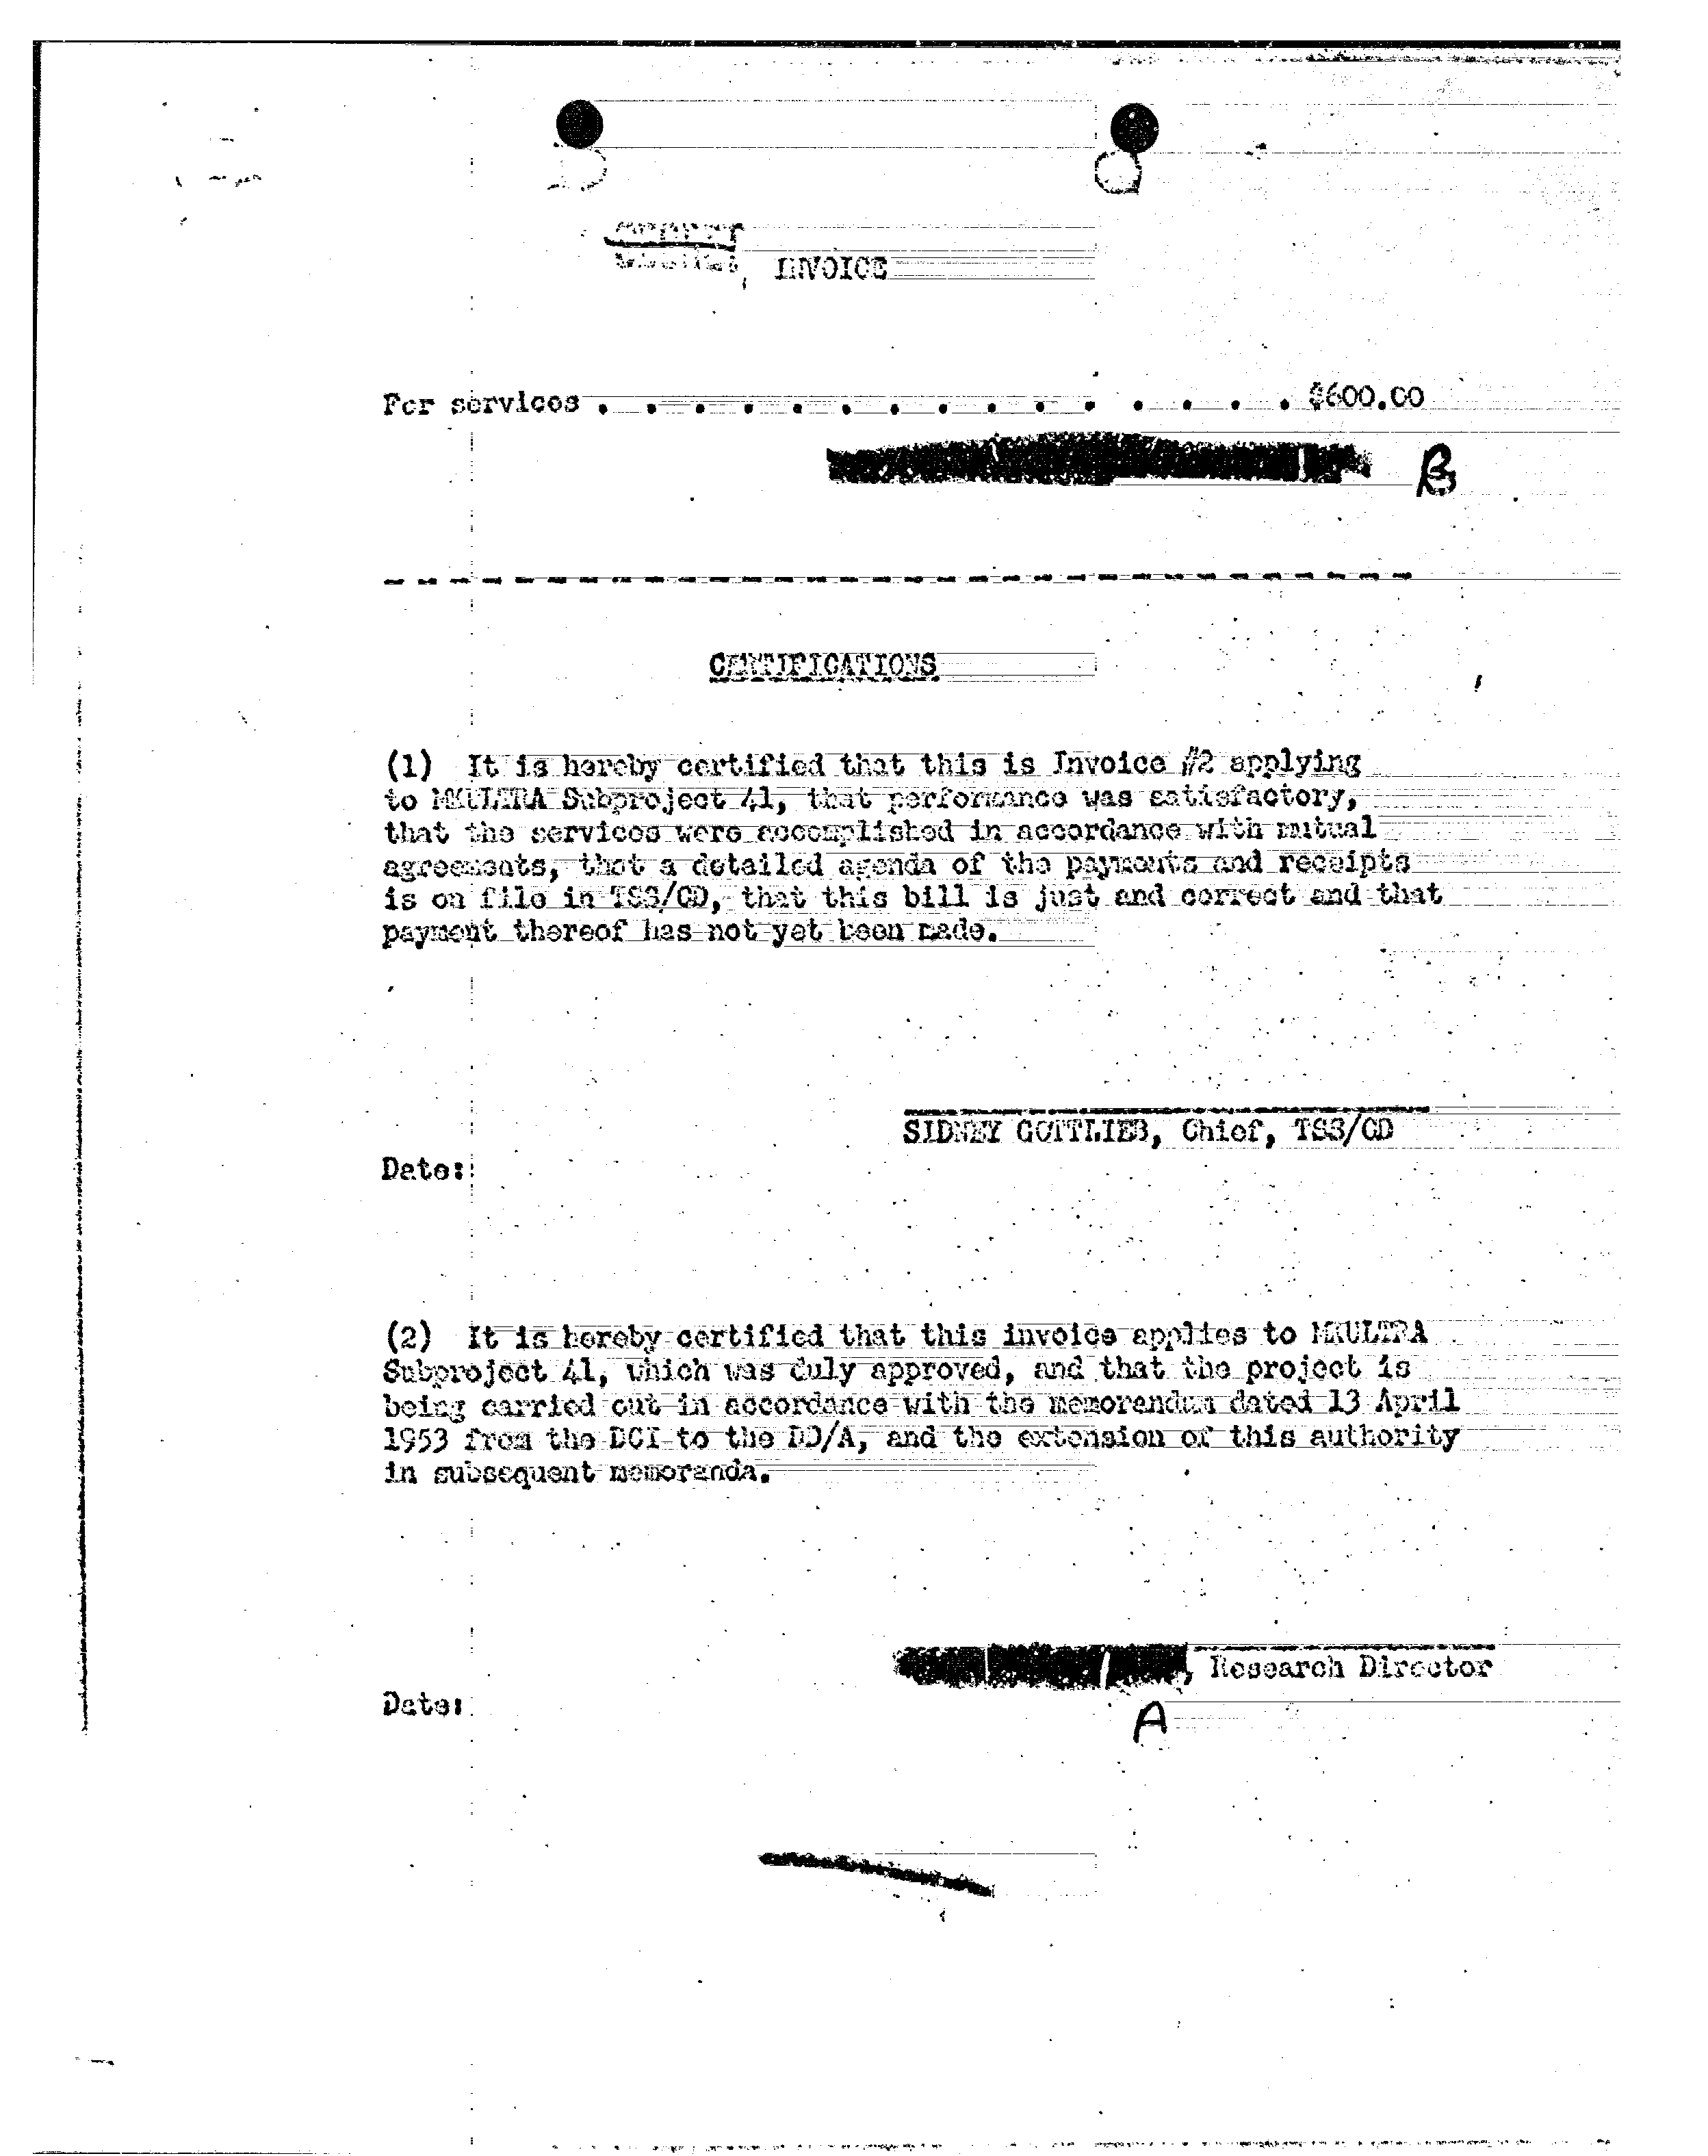 INVOICE
For services . . . . . . . . . . . . . . . $600.00
B
CERTIFICATIONS
(1) It is hereby certified that this is Invoice #2 applying
to MKULTRA Subproject 41, that performance was satisfactory,
that the services were accomplished in accordance with mutual
agreements, that a detailed agenda of the payments and receipts
is on file in TSS/CD, that this bill is just and correct and that
payment thereof has not yet been made.
SIDNEY GOTTLIEB, Chief, TSS/CD
Date:
(2) It is hereby certified that this invoice applies to MKULTRA
Subproject 41, which was duly approved, and that the project is
being carried out in accordance with the memorandum dated 13 April
1953 from the DCI to the DD/A, and the extension of this authority
in subsequent memoranda.
, Research Director
Date:
A